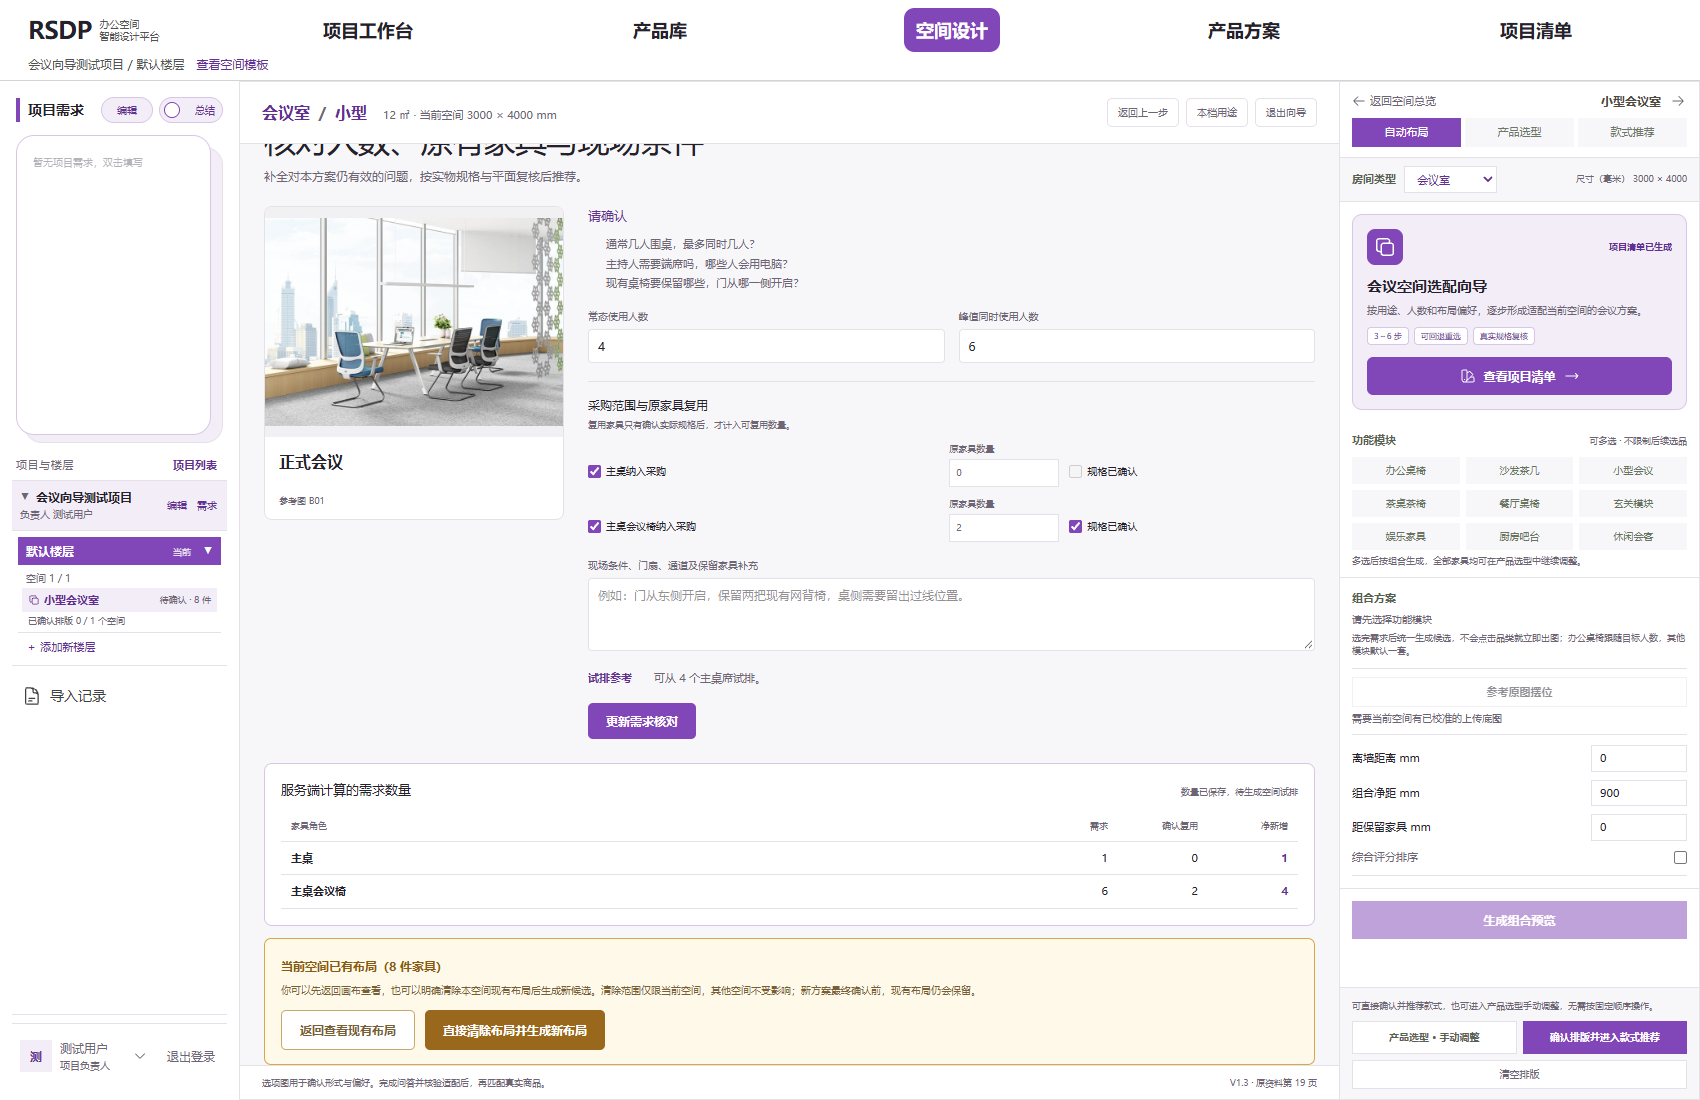 RSDP 办公空间
智能设计平台
项目工作台
产品库
空间设计
产品方案
项目清单
会议向导测试项目 / 默认楼层 查看空间模板
项目需求 编辑 总结
暂无项目需求，双击填写
项目与楼层 项目列表
▼ 会议向导测试项目 编辑 需求
负责人 测试用户
默认楼层 当前 ▼
空间 1 / 1
小型会议室 待确认 · 8 件
已确认排版 0 / 1 个空间
+ 添加新楼层
导入记录
测 测试用户
项目负责人
退出登录
会议室 / 小型 12 ㎡ · 当前空间 3000 × 4000 mm
返回上一步 本档用途 退出向导
核对人数、原有家具与现场条件
补全对本方案仍有效的问题，按实物规格与平面复核后推荐。
正式会议
参考图 B01
请确认
通常几人围桌，最多同时几人？
主持人需要端席吗，哪些人会用电脑？
现有桌椅要保留哪些，门从哪一侧开启？
常态使用人数 峰值同时使用人数
4 6
采购范围与原家具复用
复用家具只有确认实际规格后，才计入可复用数量。
原家具数量
主桌纳入采购 0 规格已确认
原家具数量
主桌会议椅纳入采购 2 规格已确认
现场条件、门扇、通道及保留家具补充
例如：门从东侧开启，保留两把现有网背椅，桌侧需要留出过线位置。
试排参考 可从 4 个主桌席试排。
更新需求核对
服务端计算的需求数量 数量已保存，待生成空间试排
家具角色 需求 确认复用 净新增
主桌 1 0 1
主桌会议椅 6 2 4
当前空间已有布局（8 件家具）
你可以先返回画布查看，也可以明确清除本空间现有布局后生成新候选。清除范围仅限当前空间，其他空间不受影响；新方案最终确认前，现有布局仍会保留。
返回查看现有布局 直接清除布局并生成新布局
选项图用于确认形式与偏好。完成问答并核验适配后，再匹配真实商品。 V1.3 · 原资料第 19 页
← 返回空间总览 小型会议室 →
自动布局 产品选型 款式推荐
房间类型 会议室 尺寸（毫米） 3000 × 4000
项目清单已生成
会议空间选配向导
按用途、人数和布局偏好，逐步形成适配当前空间的会议方案。
3–6 步 可回退重选 真实规格复核
查看项目清单 →
功能模块 可多选 · 不限制后续选品
办公桌椅 沙发茶几 小型会议
茶桌茶椅 餐厅桌椅 玄关模块
娱乐家具 厨房吧台 休闲会客
多选后按组合生成，全部家具均可在产品选型中继续调整。
组合方案
请先选择功能模块
选完需求后统一生成候选，不会点击品类就立即出图；办公桌椅跟随目标人数，其他
模块默认一套。
参考原图摆位
需要当前空间有已校准的上传底图
离墙距离 mm 0
组合净距 mm 900
距保留家具 mm 0
综合评分排序
生成组合预览
可直接确认并推荐款式，也可进入产品选型手动调整，无需按固定顺序操作。
产品选型 · 手动调整 确认排版并进入款式推荐
清空排版